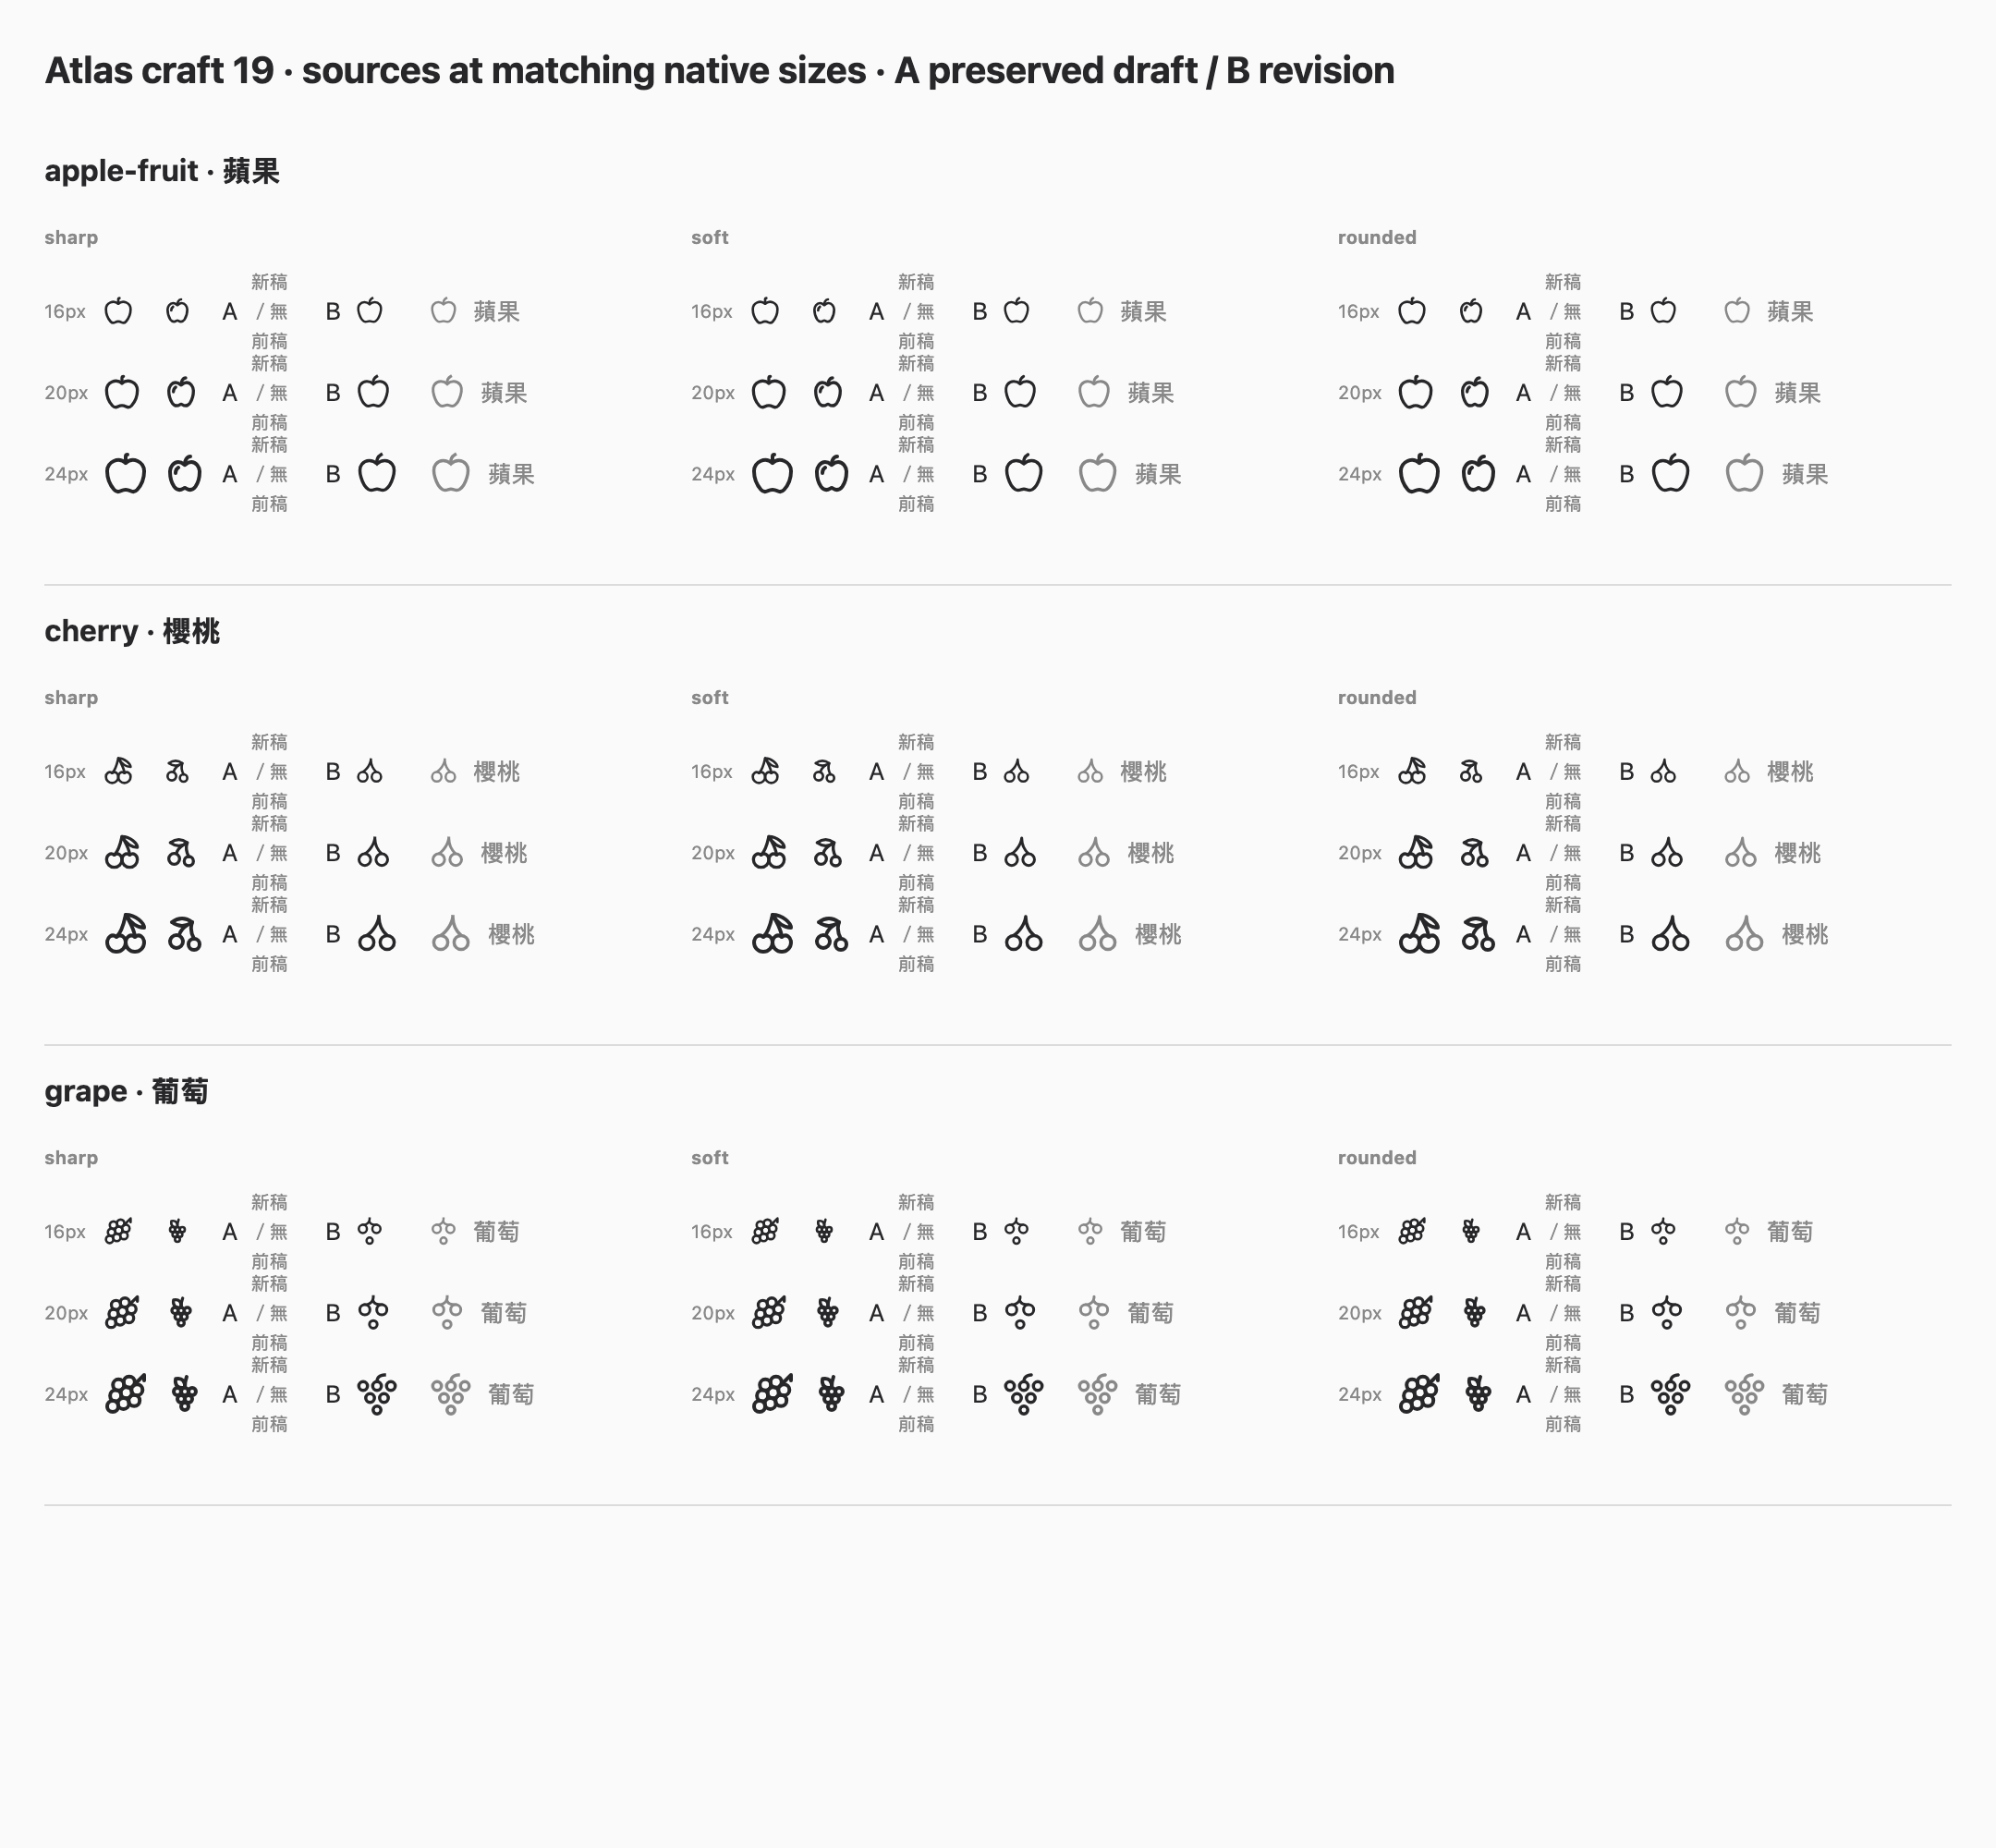 Atlas craft 19 · sources at matching native sizes · A preserved draft / B revision
apple-fruit · 蘋果
sharp soft rounded
新稿 新稿 新稿
16px A / 無 B 蘋果 16px A / 無 B 蘋果 16px A / 無 B 蘋果
前稿 前稿 前稿
新稿 新稿 新稿
20px A / 無 B 蘋果 20px A / 無 B 蘋果 20px A / 無 B 蘋果
前稿 前稿 前稿
新稿 新稿 新稿
24px A / 無 B 蘋果 24px A / 無 B 蘋果 24px A / 無 B 蘋果
前稿 前稿 前稿
cherry · 櫻桃
sharp soft rounded
新稿 新稿 新稿
16px A / 無 B 櫻桃 16px A / 無 B 櫻桃 16px A / 無 B 櫻桃
前稿 前稿 前稿
新稿 新稿 新稿
20px A / 無 B 櫻桃 20px A / 無 B 櫻桃 20px A / 無 B 櫻桃
前稿 前稿 前稿
新稿 新稿 新稿
24px A / 無 B 櫻桃 24px A / 無 B 櫻桃 24px A / 無 B 櫻桃
前稿 前稿 前稿
grape · 葡萄
sharp soft rounded
新稿 新稿 新稿
16px A / 無 B 葡萄 16px A / 無 B 葡萄 16px A / 無 B 葡萄
前稿 前稿 前稿
新稿 新稿 新稿
20px A / 無 B 葡萄 20px A / 無 B 葡萄 20px A / 無 B 葡萄
前稿 前稿 前稿
新稿 新稿 新稿
24px A / 無 B 葡萄 24px A / 無 B 葡萄 24px A / 無 B 葡萄
前稿 前稿 前稿